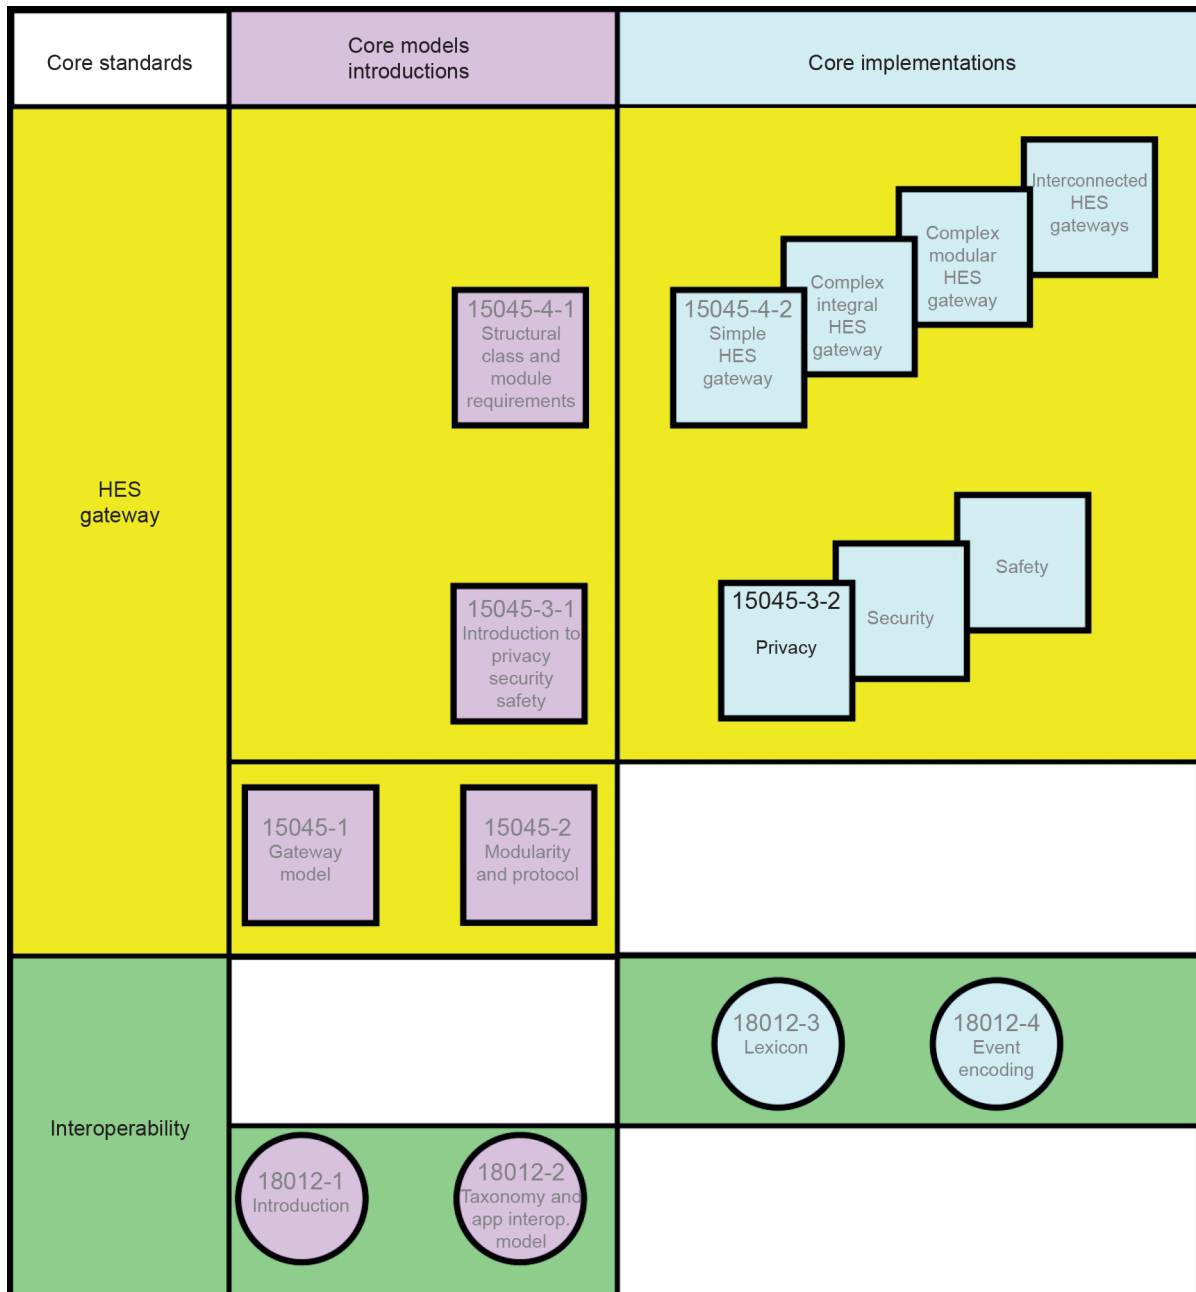 Core standards
Core models
introductions
Core implementations
HES
gateway
15045-4-1
Structural
class and
module
requirements
15045-4-2
Simple
HES
gateway
Complex
integral
HES
gateway
Complex
modular
HES
gateway
Interconnected
HES
gateways
15045-3-1
Introduction to
privacy
security
safety
15045-3-2
Privacy
Security
Safety
15045-1
Gateway
model
15045-2
Modularity
and protocol
Interoperability
18012-3
Lexicon
18012-4
Event
encoding
18012-1
Introduction
18012-2
Taxonomy and
app interop.
model